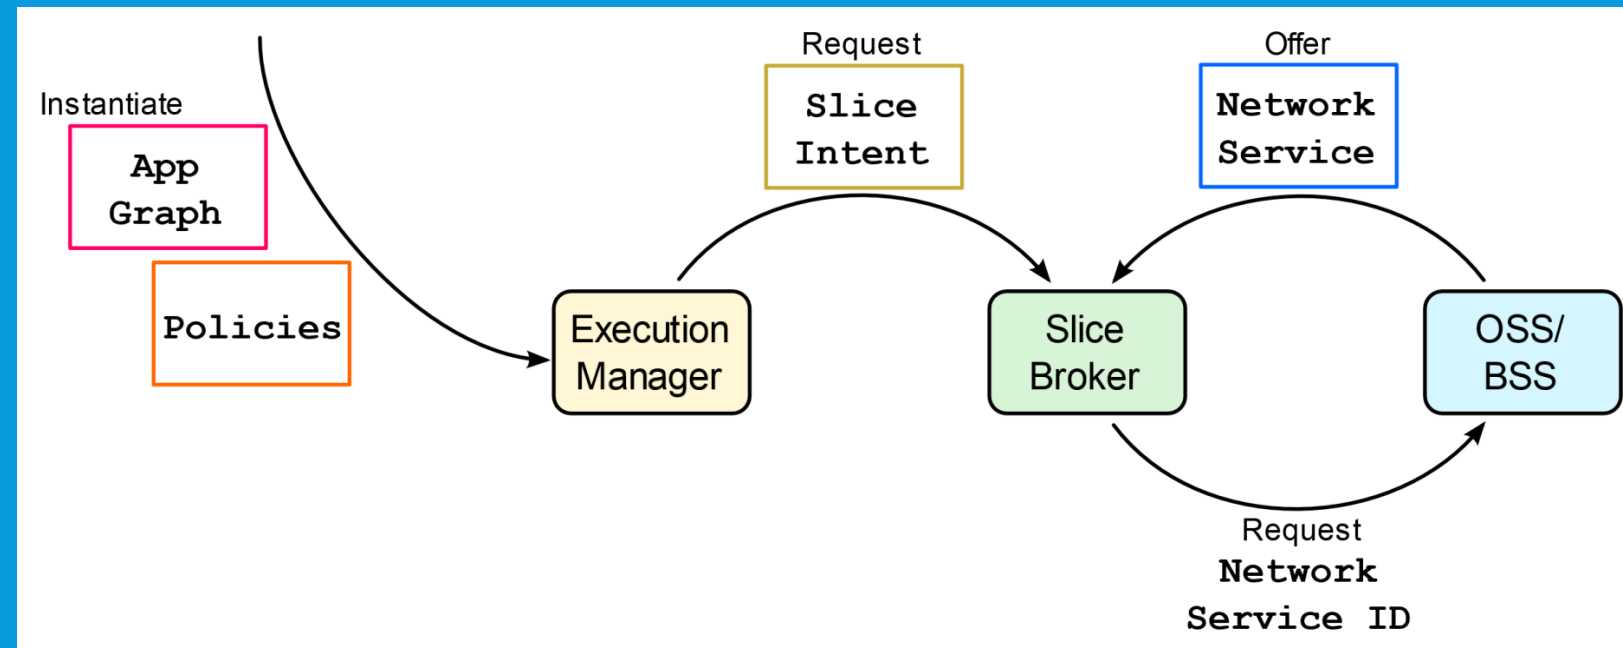 Instantiate
App
Graph
Policies
Execution
Manager
Request
Slice
Intent
Slice
Broker
Offer
Network
Service
OSS/
BSS
Request
Network
Service ID